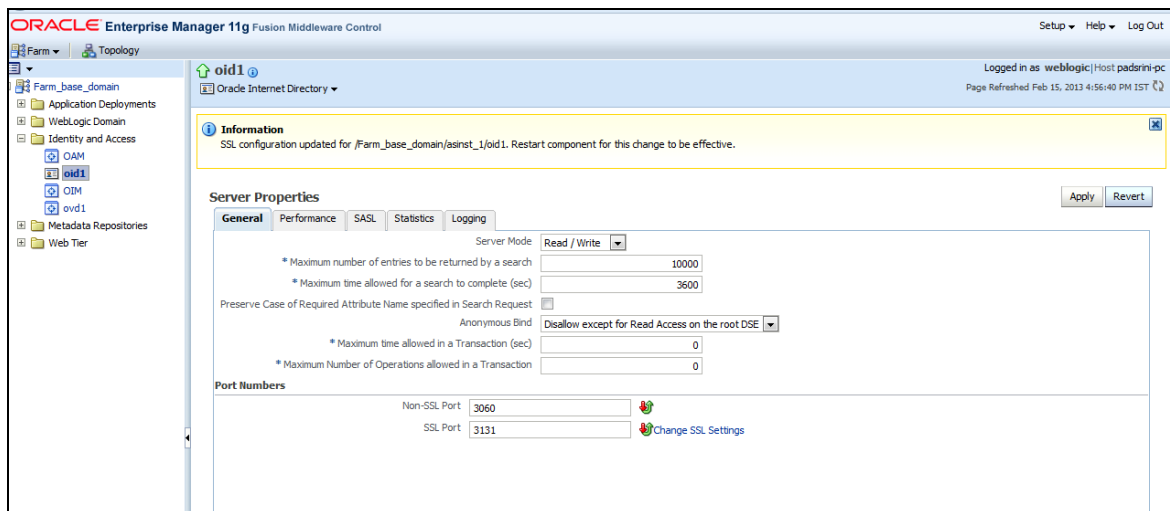 ORACLE Enterprise Manager 11g Fusion Middleware Control
Setup Help Log Out
Farm Topology
Farm_base_domain
Application Deployments
WebLogic Domain
Identity and Access
OAM
oid1
OIM
ovd1
Metadata Repositories
Web Tier
oid1
Logged in as weblogic|Host padsrini-pc
Oracle Internet Directory
Page Refreshed Feb 15, 2013 4:56:40 PM IST
Information
SSL configuration updated for /Farm_base_domain/asinst_1/oid1. Restart component for this change to be effective.
Server Properties
Apply Revert
General Performance SASL Statistics Logging
Server Mode Read / Write
* Maximum number of entries to be returned by a search 10000
* Maximum time allowed for a search to complete (sec) 3600
Preserve Case of Required Attribute Name specified in Search Request
Anonymous Bind Disallow except for Read Access on the root DSE
* Maximum time allowed in a Transaction (sec) 0
* Maximum Number of Operations allowed in a Transaction 0
Port Numbers
Non-SSL Port 3060
SSL Port 3131 Change SSL Settings